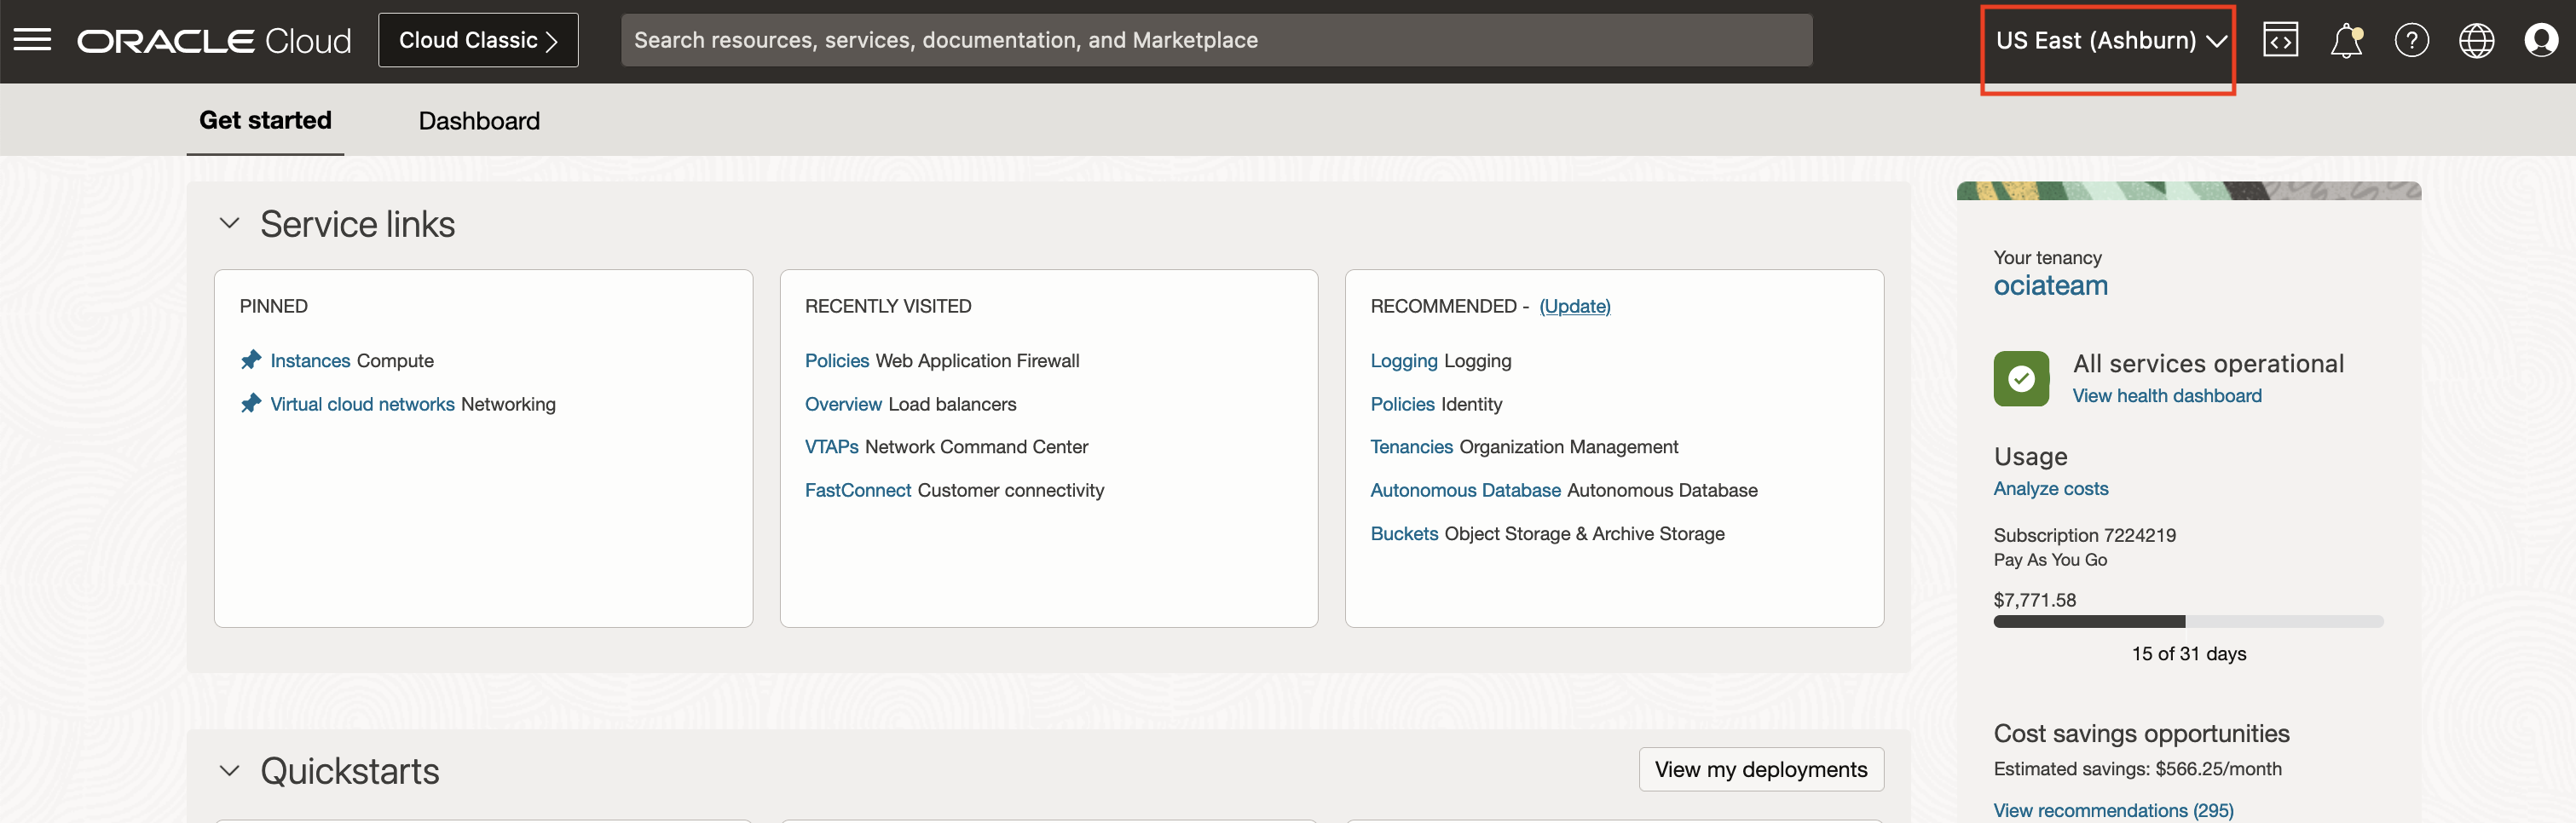 ORACLE Cloud
Cloud Classic
Search resources, services, documentation, and Marketplace
US East (Ashburn)
Get started
Dashboard
Service links
PINNED
Instances Compute
Virtual cloud networks Networking
RECENTLY VISITED
Policies Web Application Firewall
Overview Load balancers
VTAPs Network Command Center
FastConnect Customer connectivity
RECOMMENDED - (Update)
Logging Logging
Policies Identity
Tenancies Organization Management
Autonomous Database Autonomous Database
Buckets Object Storage & Archive Storage
Quickstarts
View my deployments
Your tenancy
ociateam
All services operational
View health dashboard
Usage
Analyze costs
Subscription 7224219
Pay As You Go
$7,771.58
15 of 31 days
Cost savings opportunities
Estimated savings: $566.25/month
View recommendations (295)